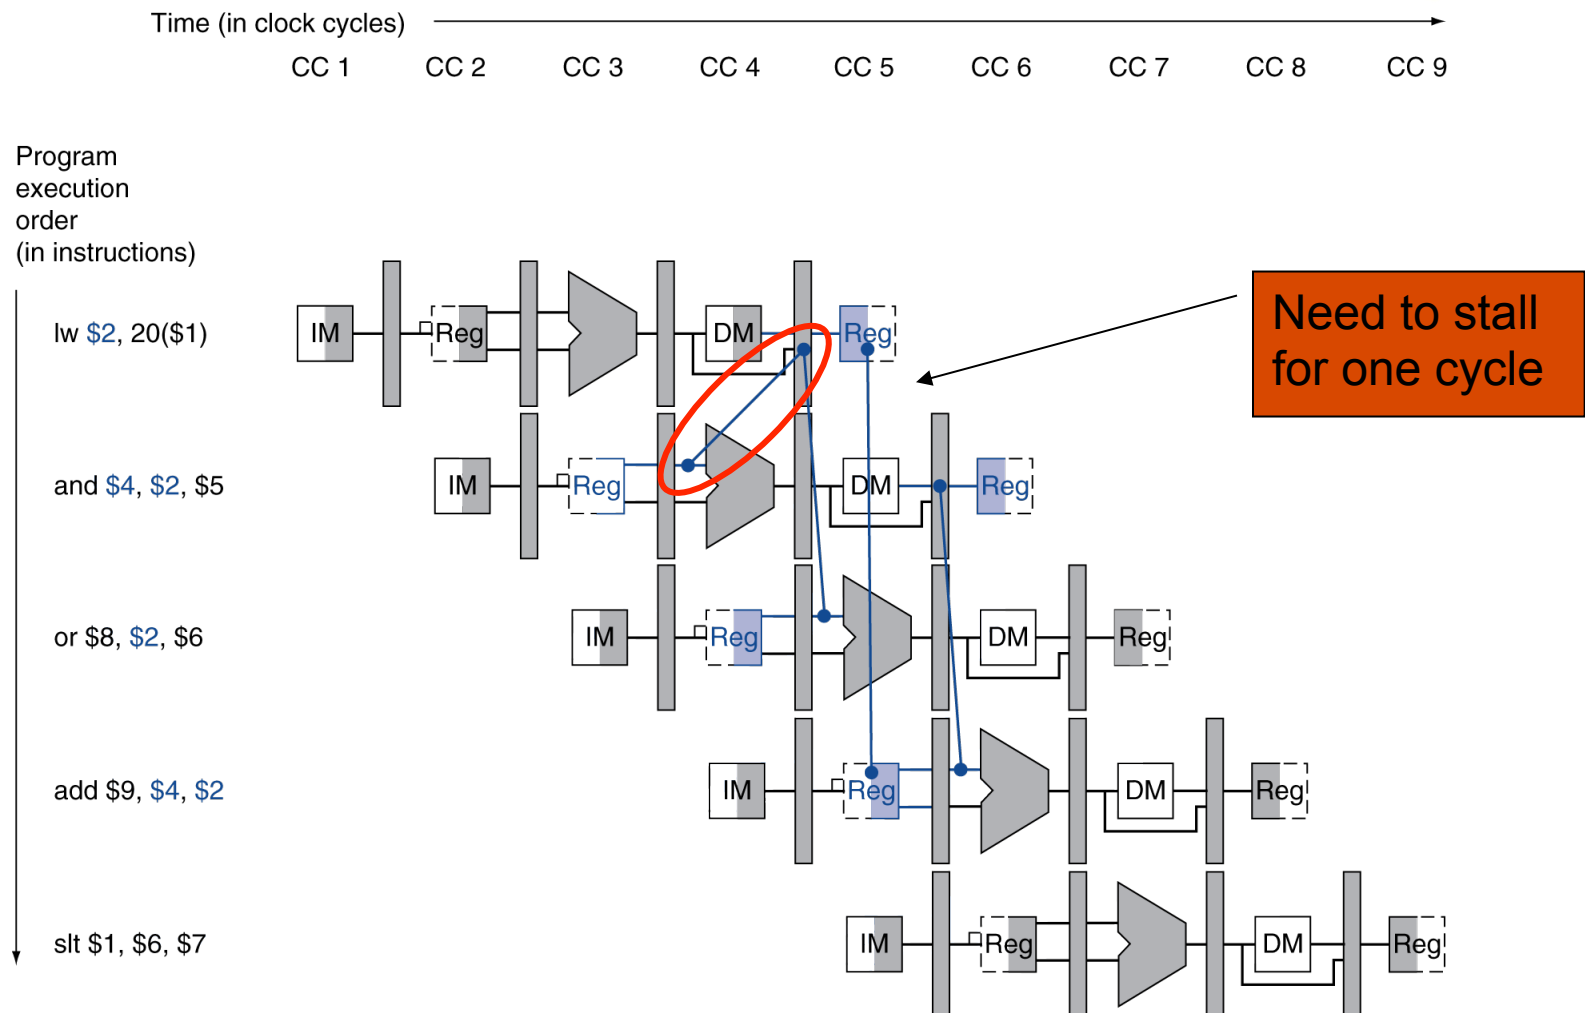 Time (in clock cycles)
CC 1 CC 2 CC 3 CC 4 CC 5 CC 6 CC 7 CC 8 CC 9
Program
execution
order
(in instructions)
Need to stall
for one cycle
lw $2, 20($1) IM Reg DM Reg
and $4, $2, $5 IM Reg DM Reg
or $8, $2, $6 IM Reg DM Reg
add $9, $4, $2 IM Reg DM Reg
slt $1, $6, $7 IM Reg DM Reg